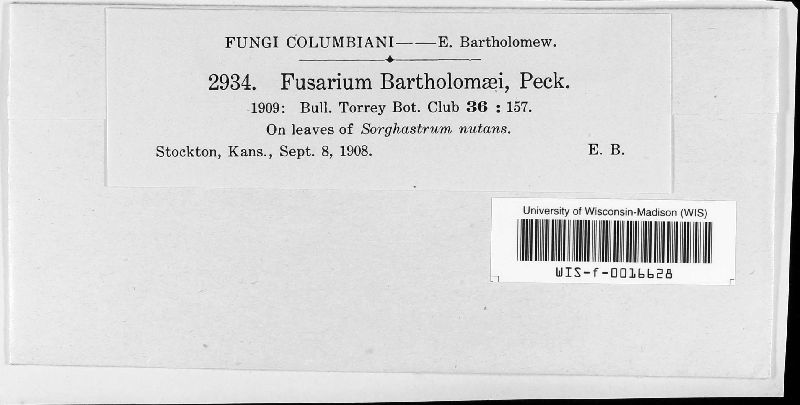 FUNGI COLUMBIANI——E. Bartholomew.
2934. Fusarium Bartholomæi, Peck.
1909: Bull. Torrey Bot. Club 36 : 157.
On leaves of Sorghastrum nutans.
Stockton, Kans., Sept. 8, 1908. E. B.
University of Wisconsin-Madison (WIS)
WIS-f-0016628